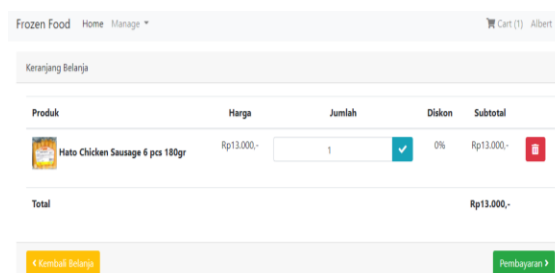 Frozen Food Home Manage Cart (1) Albert
Keranjang Belanja
Produk Harga Jumlah Diskon Subtotal
Hato Chicken Sausage 6 pcs 180gr Rp13.000,- 1 0% Rp13.000,-
Total Rp13.000,-
Kembali Belanja Pembayaran